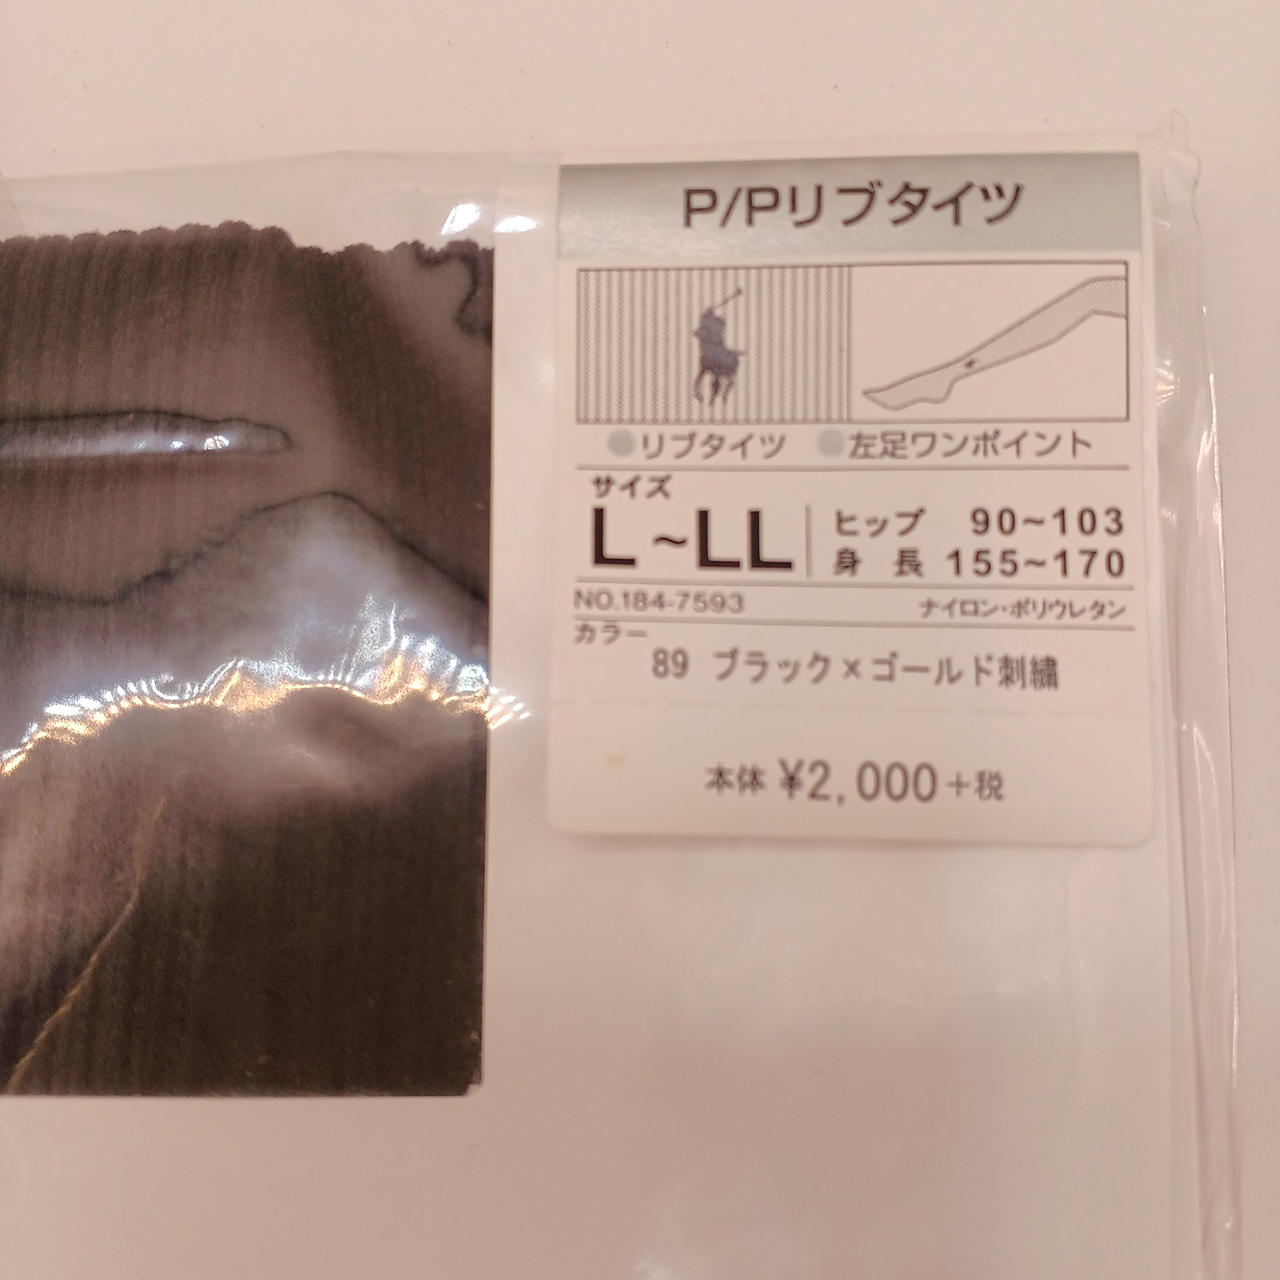 P/Pリブタイツ
●リブタイツ ●左足ワンポイント
サイズ
L~LL
ヒップ 90~103
身長 155~170
NO.184-7593 ナイロン・ポリウレタン
カラー
89 ブラック×ゴールド刺繍
本体 ¥2,000+税